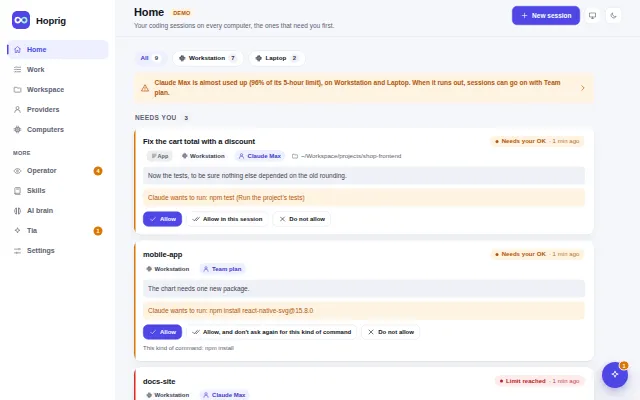 Hoprig
Home
Work
Workspace
Providers
Computers
MORE
Operator 4
Skills
AI brain
Tia 1
Settings
Home DEMO
Your coding sessions on every computer, the ones that need you first.
New session
All 9 Workstation 7 Laptop 2
Claude Max is almost used up (96% of its 5-hour limit), on Workstation and Laptop. When it runs out, sessions can go on with Team
plan.
NEEDS YOU 3
Fix the cart total with a discount
Needs your OK · 1 min ago
App Workstation Claude Max ~/Workspace/projects/shop-frontend
Now the tests, to be sure nothing else depended on the old rounding.
Claude wants to run: npm test (Run the project's tests)
Allow Allow in this session Do not allow
mobile-app
Needs your OK · 1 min ago
Workstation Team plan
The chart needs one new package.
Claude wants to run: npm install react-native-svg@15.8.0
Allow Allow, and don't ask again for this kind of command Do not allow
This kind of command: npm install
docs-site
Limit reached · 1 min ago
Workstation Claude Max
1